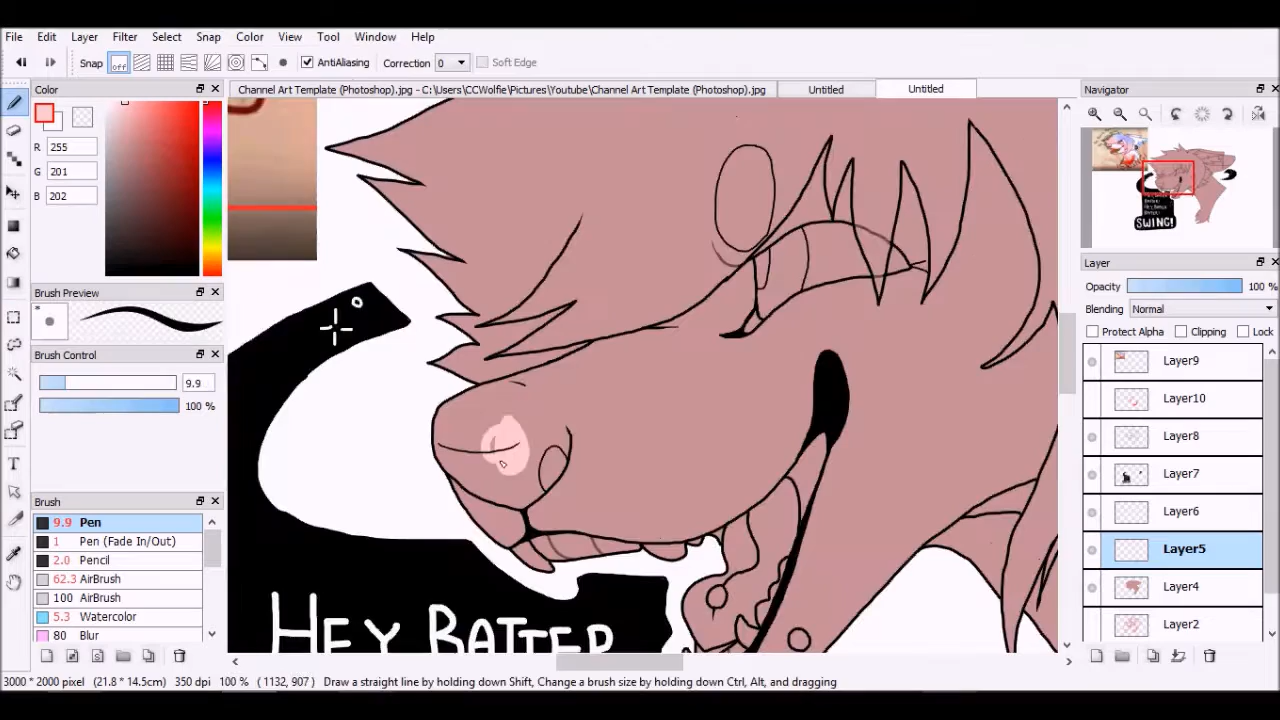 File Edit Layer Filter Select Snap Color View Tool Window Help
Snap off AntiAliasing Correction 0 Soft Edge
Color
R 255
G 201
B 202
Brush Preview
Brush Control
9.9
100 %
Brush
9.9 Pen
1 Pen (Fade In/Out)
2.0 Pencil
62.3 AirBrush
100 AirBrush
5.3 Watercolor
80 Blur
Channel Art Template (Photoshop).jpg - C:\Users\CCWolfie\Pictures\Youtube\Channel Art Template (Photoshop).jpg Untitled Untitled
HEY BATTER
Navigator
SWING!
Layer
Opacity 100 %
Blending Normal
Protect Alpha Clipping Lock
Layer9
Layer10
Layer8
Layer7
Layer6
Layer5
Layer4
Layer2
3000 * 2000 pixel (21.8 * 14.5cm) 350 dpi 100 % ( 1132, 907 ) Draw a straight line by holding down Shift, Change a brush size by holding down Ctrl, Alt, and dragging